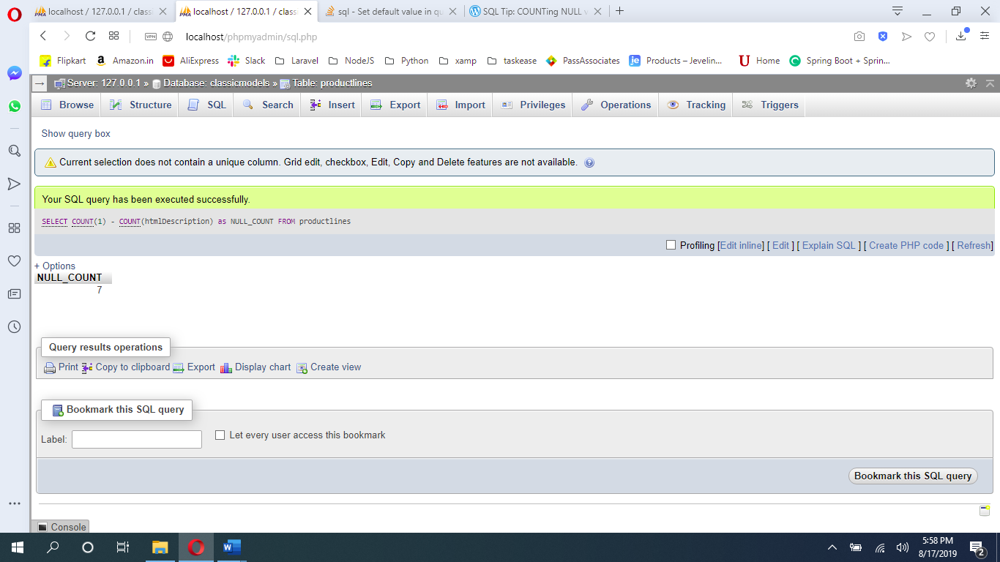 localhost / 127.0.0.1 / classi
localhost / 127.0.0.1 / class
sql - Set default value in qu
SQL Tip: COUNTing NULL v
VPN
localhost/phpmyadmin/sql.php
Flipkart
Amazon.in
AliExpress
Slack
Laravel
NodeJS
Python
xamp
taskease
PassAssociates
Products – Jevelin...
Home
Spring Boot + Sprin...
Server: 127.0.0.1 » Database: classicmodels » Table: productlines
Browse
Structure
SQL
Search
Insert
Export
Import
Privileges
Operations
Tracking
Triggers
Show query box
Current selection does not contain a unique column. Grid edit, checkbox, Edit, Copy and Delete features are not available.
Your SQL query has been executed successfully.
SELECT COUNT(1) - COUNT(htmlDescription) as NULL_COUNT FROM productlines
Profiling [Edit inline] [ Edit ] [ Explain SQL ] [ Create PHP code ] [ Refresh]
+ Options
NULL_COUNT
7
Query results operations
Print
Copy to clipboard
Export
Display chart
Create view
Bookmark this SQL query
Label:
Let every user access this bookmark
Bookmark this SQL query
Console
5:58 PM
8/17/2019
2